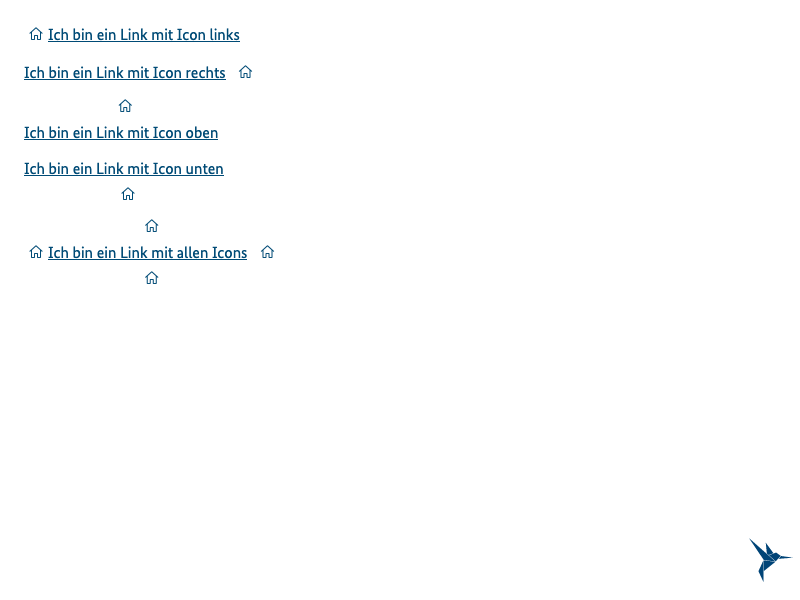 Ich bin ein Link mit Icon links
Ich bin ein Link mit Icon rechts
Ich bin ein Link mit Icon oben
Ich bin ein Link mit Icon unten
Ich bin ein Link mit allen Icons